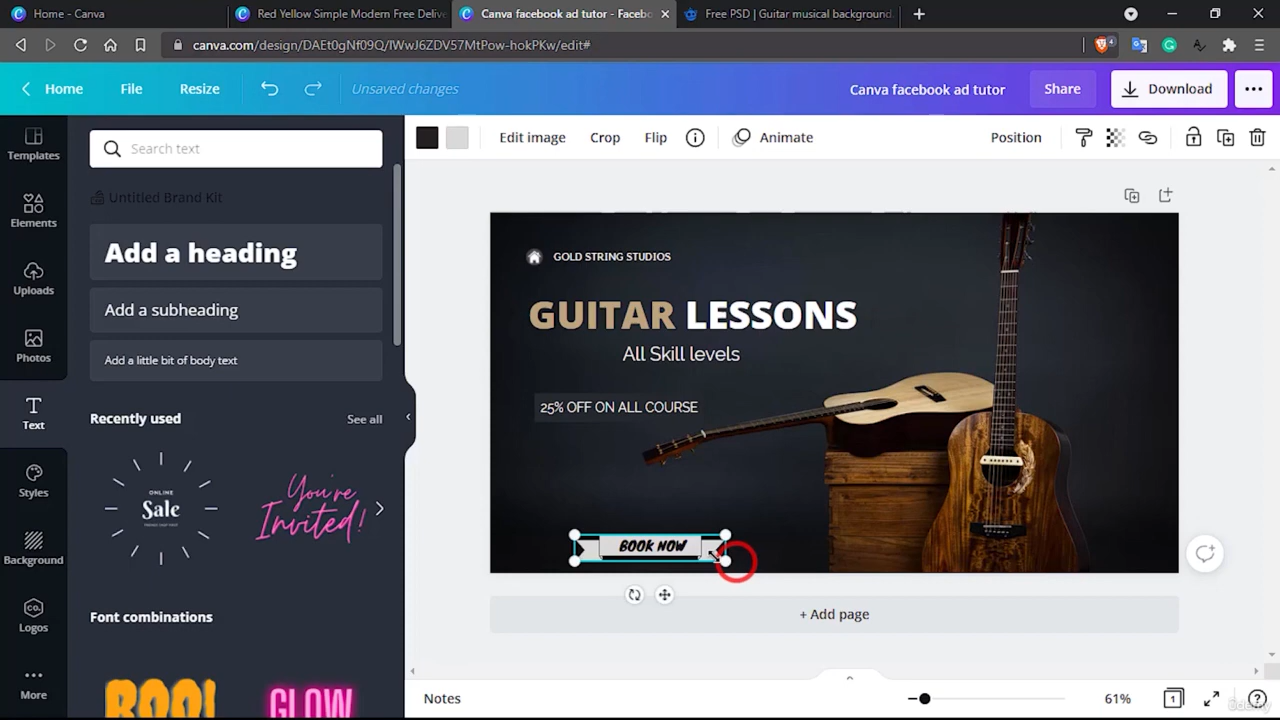 Home - Canva
Red Yellow Simple Modern Free Delive
Canva facebook ad tutor - Facebo
Free PSD | Guitar musical background
canva.com/design/DAEt0gNf09Q/IWwJ6ZDV57MtPow-hokPKw/edit#
Home
File
Resize
Unsaved changes
Canva facebook ad tutor
Share
Download
Templates
Elements
Uploads
Photos
Text
Styles
Background
CO.
Logos
More
Search text
Untitled Brand Kit
Add a heading
Add a subheading
Add a little bit of body text
Recently used
See all
ONLINE
Sale
You're
Invited!
Font combinations
BOO!
GLOW
Edit image
Crop
Flip
Animate
Position
GOLD STRING STUDIOS
GUITAR LESSONS
All Skill levels
25% OFF ON ALL COURSE
BOOK NOW
+ Add page
Notes
61%
1
Udemy